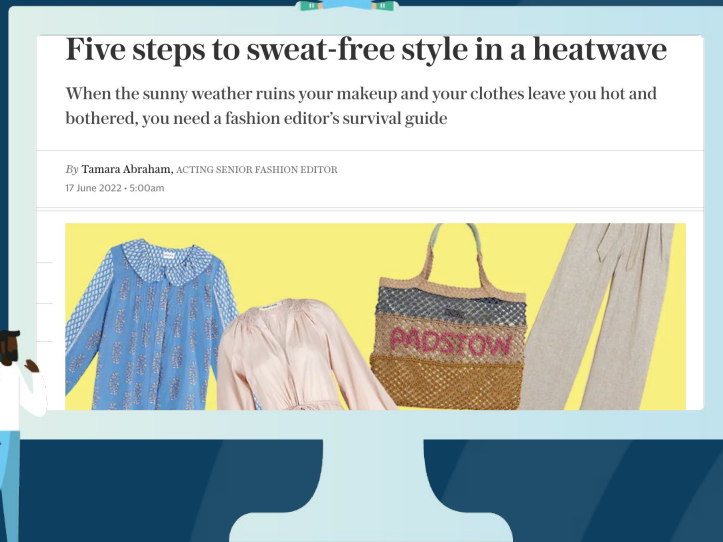 Five steps to sweat-free style in a heatwave
When the sunny weather ruins your makeup and your clothes leave you hot and
bothered, you need a fashion editor's survival guide
By Tamara Abraham, ACTING SENIOR FASHION EDITOR
17 June 2022 • 5:00am
PADSTOW